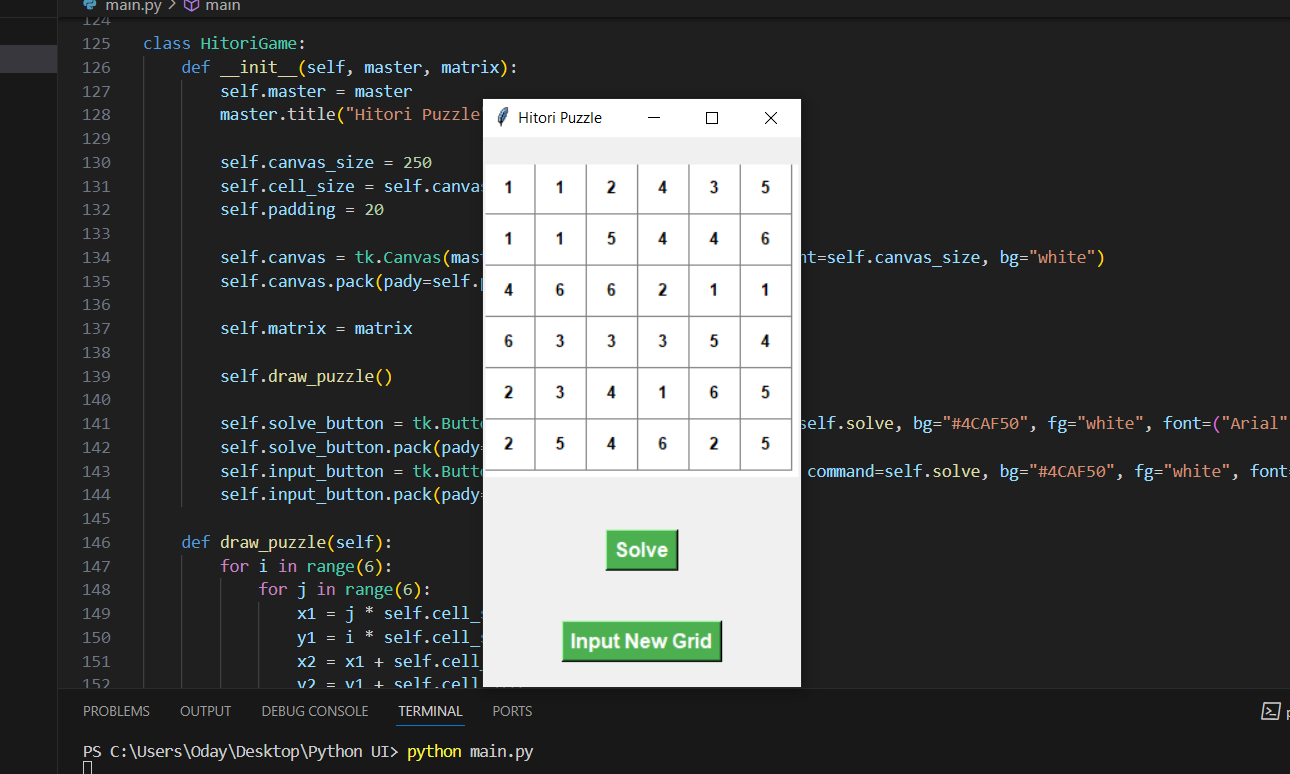 main.py > main
124
125 class HitoriGame:
126 def __init__(self, master, matrix):
127 self.master = master
128 master.title("Hitori Puzzle
129
130 self.canvas_size = 250
131 self.cell_size = self.canvas
132 self.padding = 20
133
134 self.canvas = tk.Canvas(mas ht=self.canvas_size, bg="white")
135 self.canvas.pack(pady=self.
136
137 self.matrix = matrix
138
139 self.draw_puzzle()
140
141 self.solve_button = tk.Butt self.solve, bg="#4CAF50", fg="white", font=("Arial"
142 self.solve_button.pack(pady=
143 self.input_button = tk.Butt command=self.solve, bg="#4CAF50", fg="white", font=
144 self.input_button.pack(pady=
145
146 def draw_puzzle(self):
147 for i in range(6):
148 for j in range(6):
149 x1 = j * self.cell_
150 y1 = i * self.cell_
151 x2 = x1 + self.cell_
152 y2 = y1 + self.cell
Hitori Puzzle
1 1 2 4 3 5
1 1 5 4 4 6
4 6 6 2 1 1
6 3 3 3 5 4
2 3 4 1 6 5
2 5 4 6 2 5
Solve
Input New Grid
PROBLEMS OUTPUT DEBUG CONSOLE TERMINAL PORTS
PS C:\Users\Oday\Desktop\Python UI> python main.py